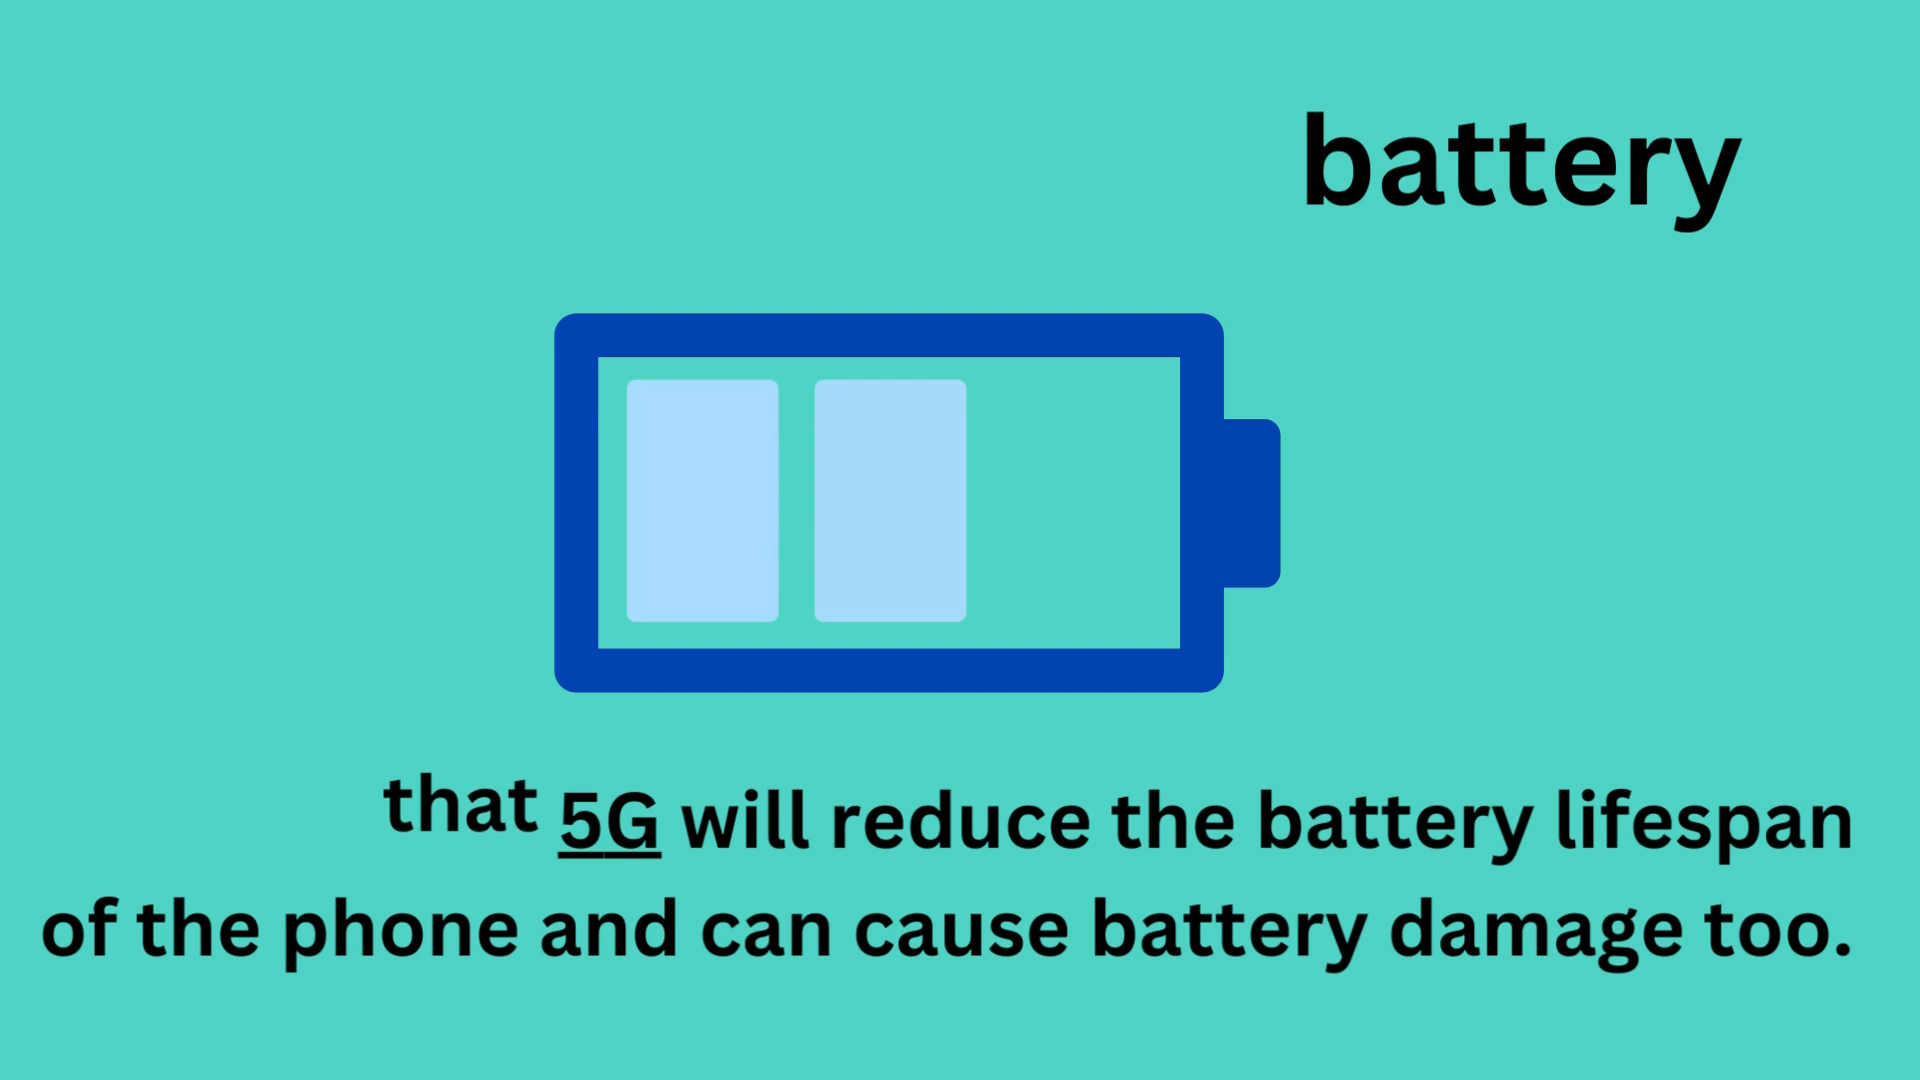 battery
that 5G will reduce the battery lifespan
of the phone and can cause battery damage too.